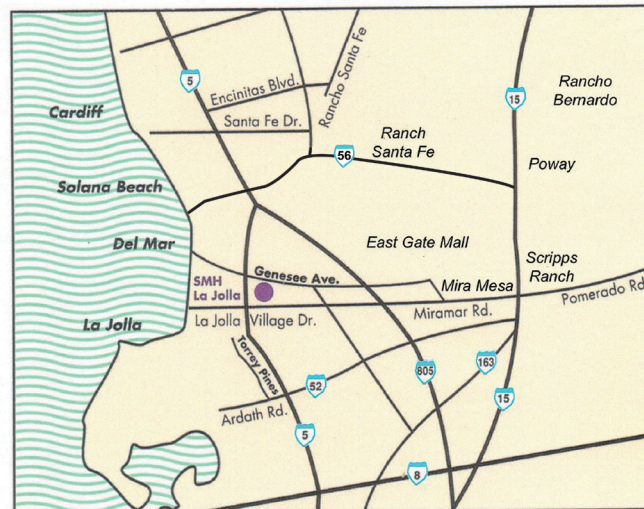 5
Encinitas Blvd.
Rancho Santa Fe
15
Rancho
Bernardo
Cardiff
Santa Fe Dr.
Ranch
Santa Fe
56
Poway
Solana Beach
Del Mar
East Gate Mall
Scripps
Ranch
SMH
La Jolla
Genesee Ave.
Mira Mesa
Pomerado Rd
Miramar Rd.
La Jolla
La Jolla Village Dr.
Torrey Pines
52
805
163
15
Ardath Rd.
5
8